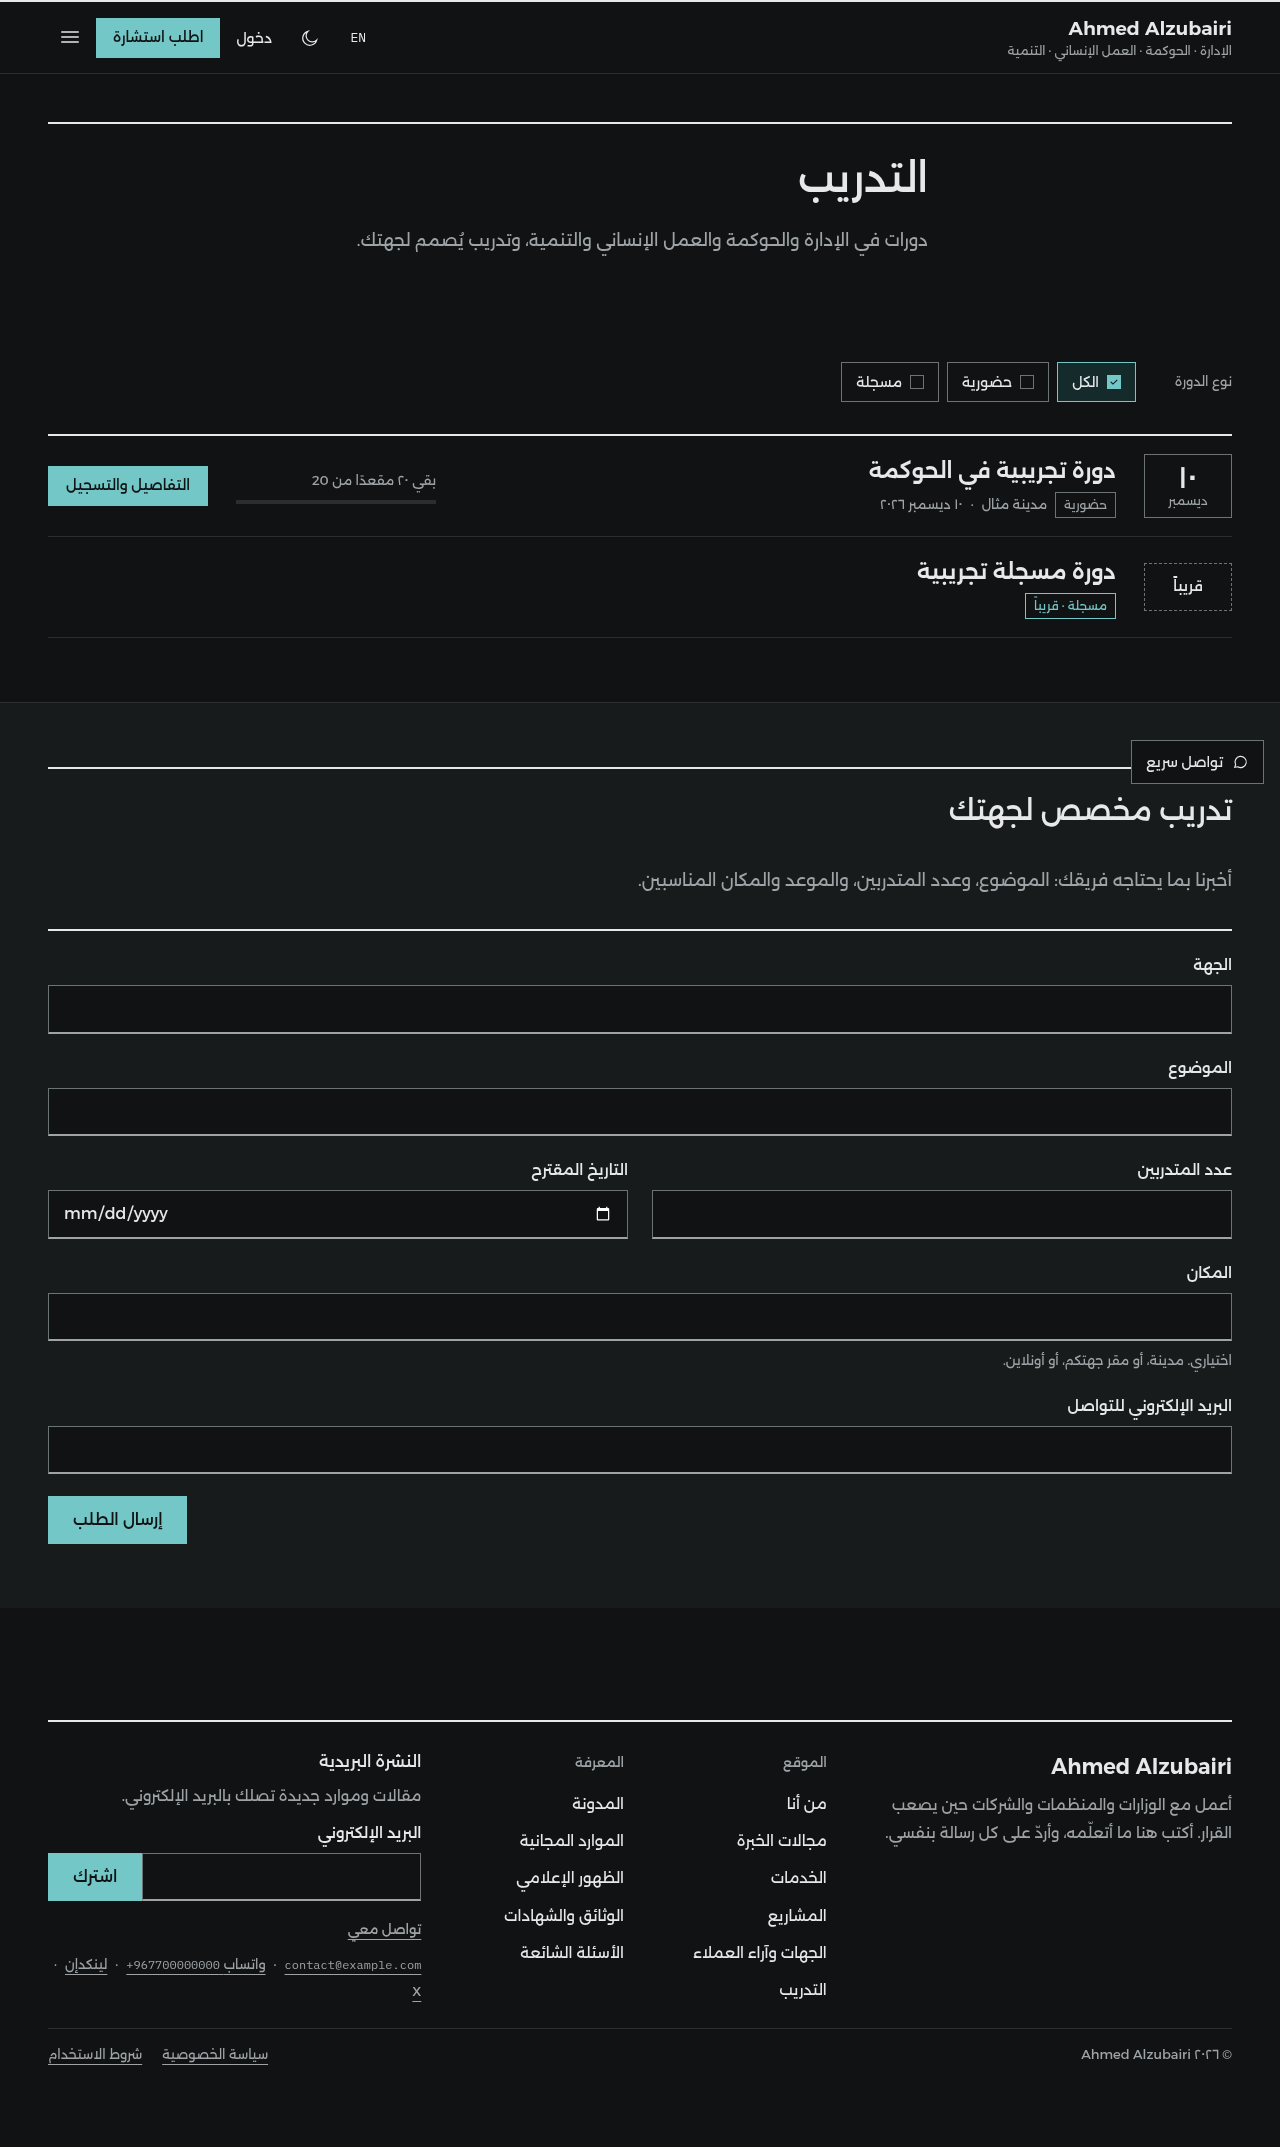 Ahmed Alzubairi
الإدارة · الحوكمة · العمل الإنساني · التنمية
EN
دخول
اطلب استشارة
التدريب
دورات في الإدارة والحوكمة والعمل الإنساني والتنمية، وتدريب يُصمم لجهتك.
نوع الدورة
الكل
حضورية
مسجلة
١٠
ديسمبر
دورة تجريبية في الحوكمة
حضورية
مدينة مثال · ١٠ ديسمبر ٢٠٢٦
بقي ٢٠ مقعدًا من 20
التفاصيل والتسجيل
قريباً
دورة مسجلة تجريبية
مسجلة · قريباً
تواصل سريع
تدريب مخصص لجهتك
أخبرنا بما يحتاجه فريقك: الموضوع، وعدد المتدربين، والموعد والمكان المناسبين.
الجهة
الموضوع
عدد المتدربين
التاريخ المقترح
mm/dd/yyyy
المكان
اختياري. مدينة، أو مقر جهتكم، أو أونلاين.
البريد الإلكتروني للتواصل
إرسال الطلب
Ahmed Alzubairi
أعمل مع الوزارات والمنظمات والشركات حين يصعب
القرار. أكتب هنا ما أتعلّمه، وأردّ على كل رسالة بنفسي.
الموقع
من أنا
مجالات الخبرة
الخدمات
المشاريع
الجهات وآراء العملاء
التدريب
المعرفة
المدونة
الموارد المجانية
الظهور الإعلامي
الوثائق والشهادات
الأسئلة الشائعة
النشرة البريدية
مقالات وموارد جديدة تصلك بالبريد الإلكتروني.
البريد الإلكتروني
اشترك
تواصل معي
contact@example.com · واتساب +967700000000 · لينكدإن ·
X
© ٢٠٢٦ Ahmed Alzubairi
سياسة الخصوصية
شروط الاستخدام